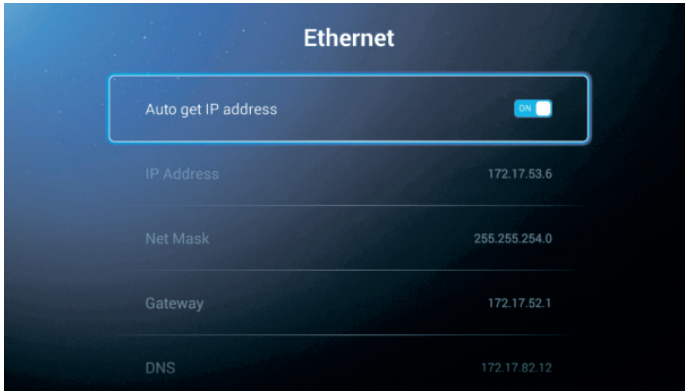 Ethernet
Auto get IP address ON
IP Address 172.17.53.6
Net Mask 255.255.254.0
Gateway 172.17.52.1
DNS 172.17.82.12